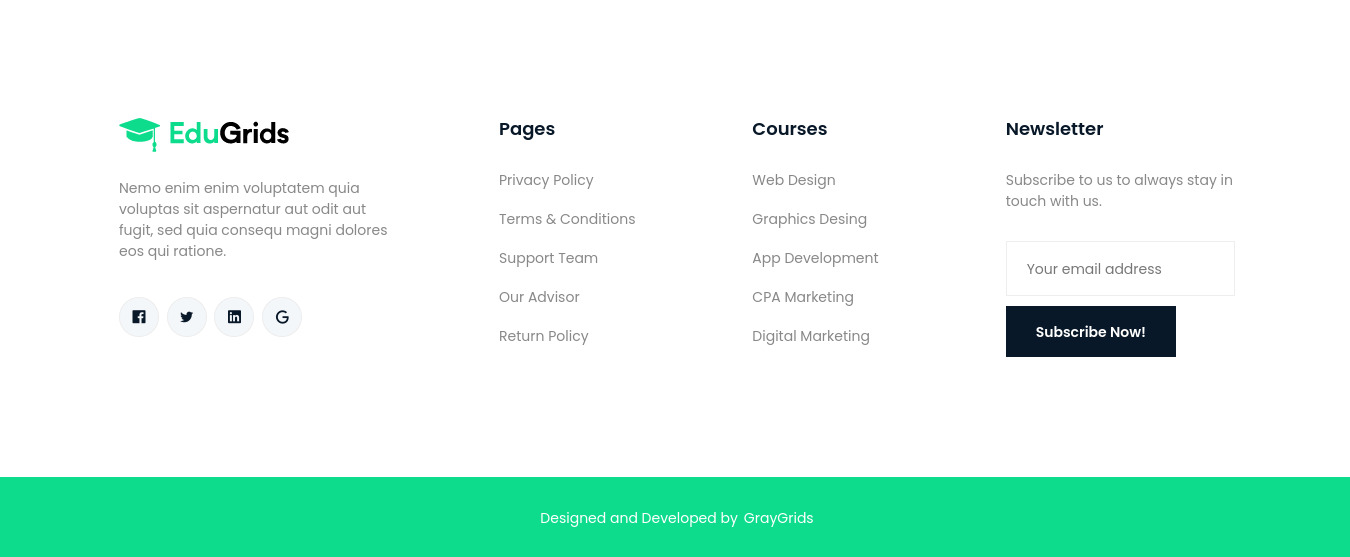 EduGrids
Nemo enim enim voluptatem quia
voluptas sit aspernatur aut odit aut
fugit, sed quia consequ magni dolores
eos qui ratione.
Pages
Privacy Policy
Terms & Conditions
Support Team
Our Advisor
Return Policy
Courses
Web Design
Graphics Desing
App Development
CPA Marketing
Digital Marketing
Newsletter
Subscribe to us to always stay in
touch with us.
Your email address
Subscribe Now!
Designed and Developed by GrayGrids